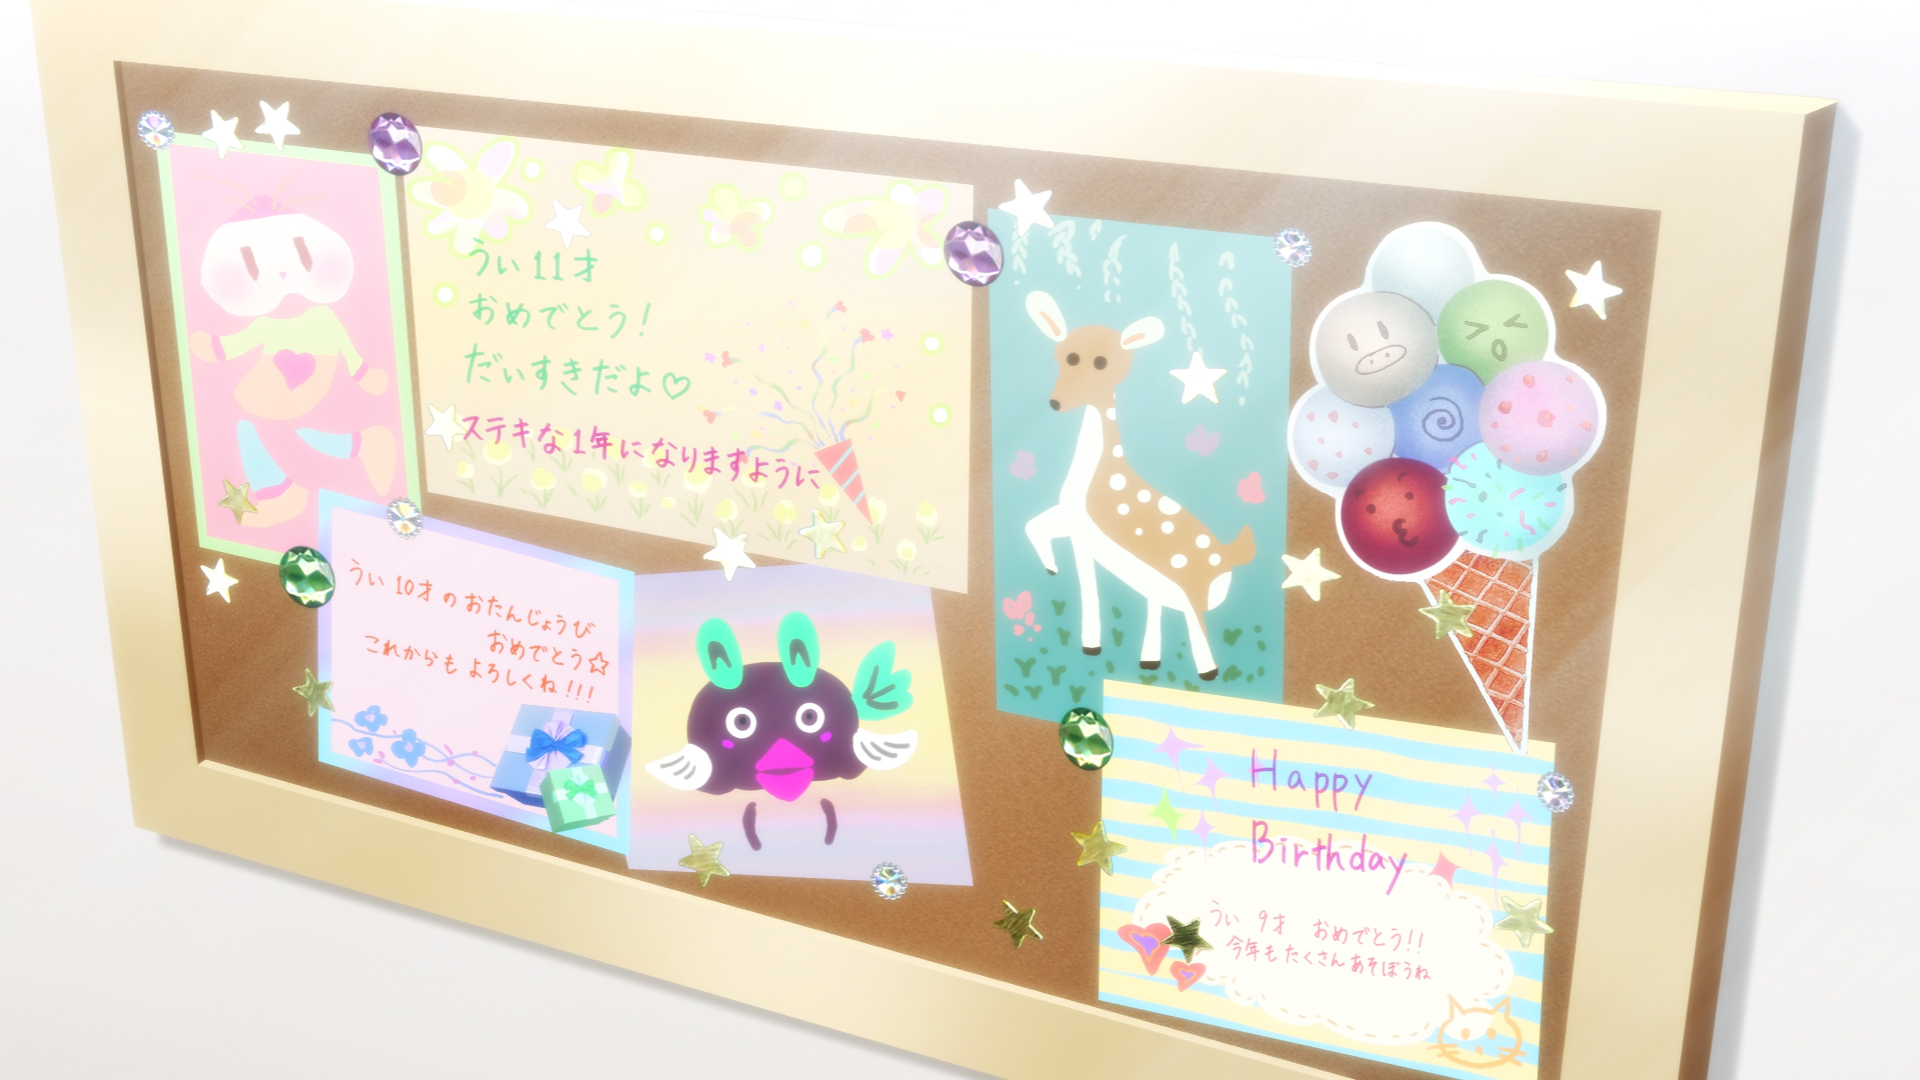 うい11才
おめでとう!
だいすきだよ♡
ステキな1年になりますように
うい 10才 の おたんじょうび
おめでとう☆
これからも よろしくね!!!
Happy
Birthday
うい 9才 おめでとう!!
今年も たくさん あそぼうね